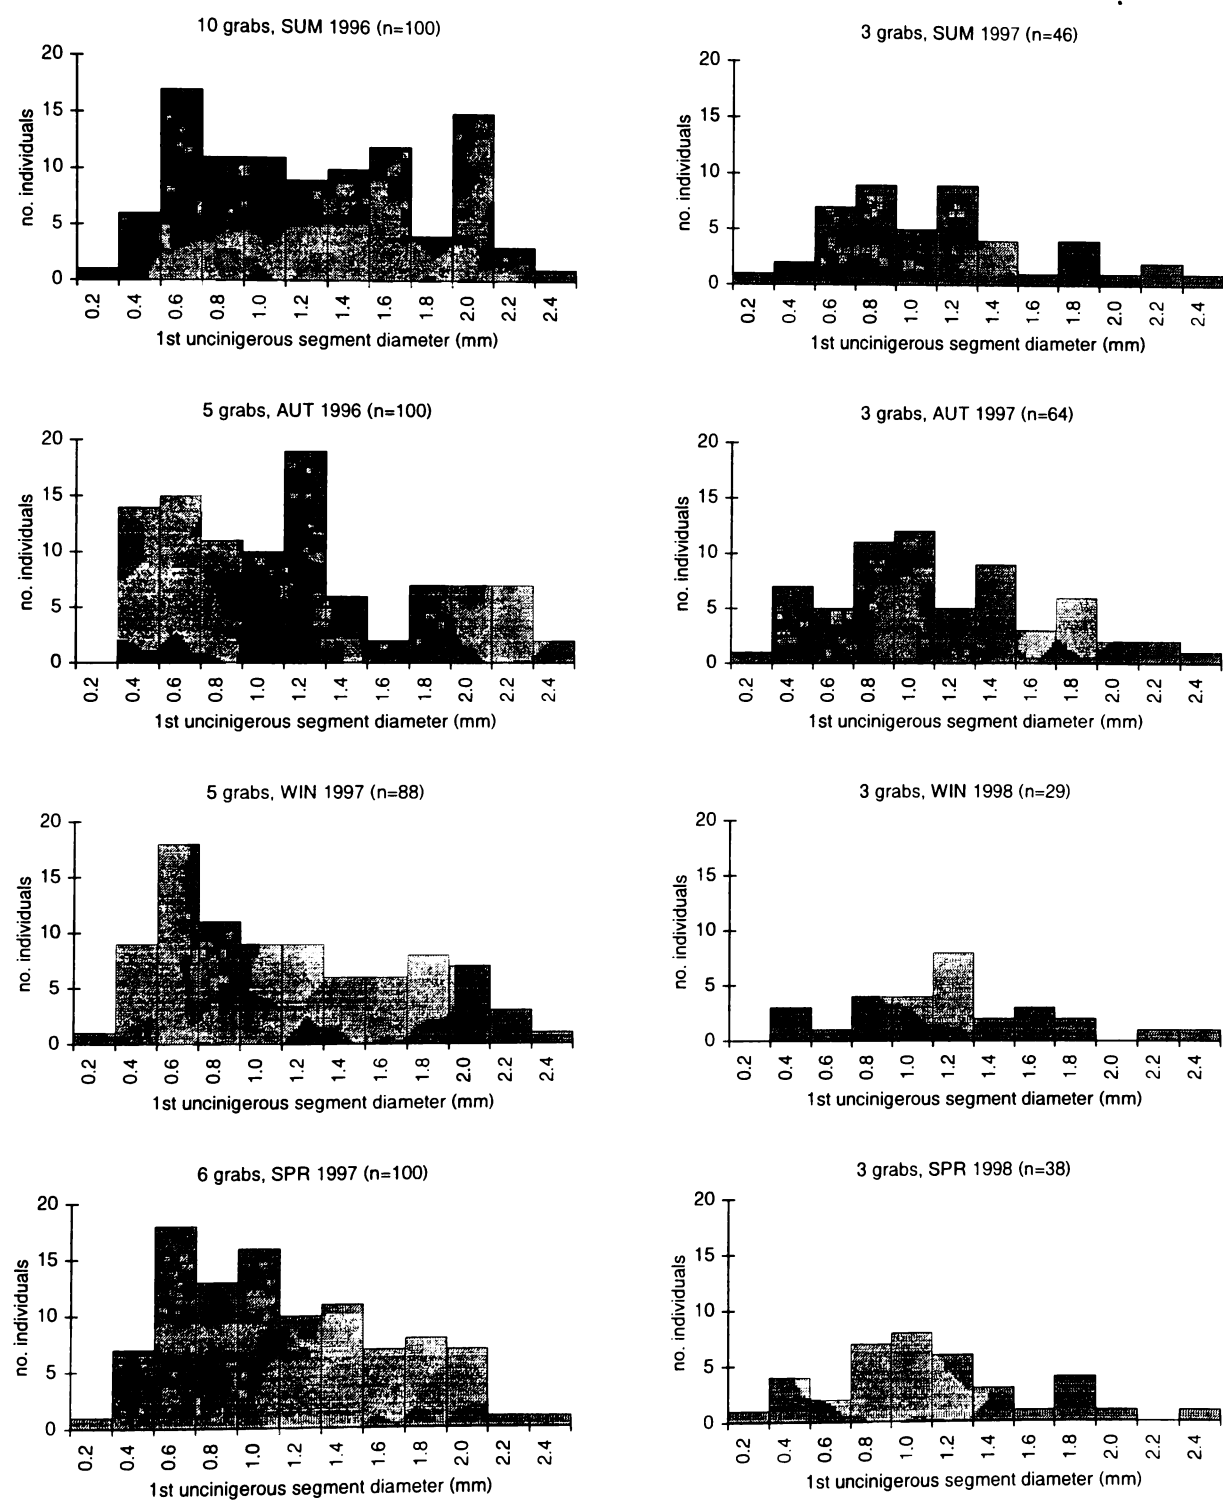 10 grabs, SUM 1996 (n=100)
20
15
10
5
0
no. individuals
0.2 0.4 0.6 0.8 1.0 1.2 1.4 1.6 1.8 2.0 2.2 2.4
1st uncinigerous segment diameter (mm)
3 grabs, SUM 1997 (n=46)
20
15
10
5
0
no. individuals
0.2 0.4 0.6 0.8 1.0 1.2 1.4 1.6 1.8 2.0 2.2 2.4
1st uncinigerous segment diameter (mm)
5 grabs, AUT 1996 (n=100)
20
15
10
5
0
no. individuals
0.2 0.4 0.6 0.8 1.0 1.2 1.4 1.6 1.8 2.0 2.2 2.4
1st uncinigerous segment diameter (mm)
3 grabs, AUT 1997 (n=64)
20
15
10
5
0
no. individuals
0.2 0.4 0.6 0.8 1.0 1.2 1.4 1.6 1.8 2.0 2.2 2.4
1st uncinigerous segment diameter (mm)
5 grabs, WIN 1997 (n=88)
20
15
10
5
0
no. individuals
0.2 0.4 0.6 0.8 1.0 1.2 1.4 1.6 1.8 2.0 2.2 2.4
1st uncinigerous segment diameter (mm)
3 grabs, WIN 1998 (n=29)
20
15
10
5
0
no. individuals
0.2 0.4 0.6 0.8 1.0 1.2 1.4 1.6 1.8 2.0 2.2 2.4
1st uncinigerous segment diameter (mm)
6 grabs, SPR 1997 (n=100)
20
15
10
5
0
no. individuals
0.2 0.4 0.6 0.8 1.0 1.2 1.4 1.6 1.8 2.0 2.2 2.4
1st uncinigerous segment diameter (mm)
3 grabs, SPR 1998 (n=38)
20
15
10
5
0
no. individuals
0.2 0.4 0.6 0.8 1.0 1.2 1.4 1.6 1.8 2.0 2.2 2.4
1st uncinigerous segment diameter (mm)